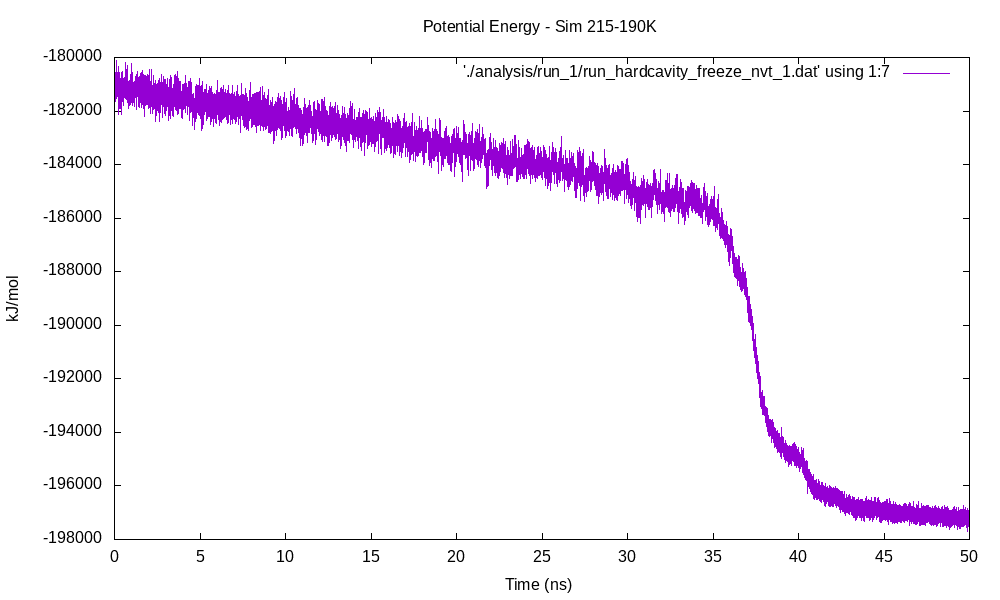 Potential Energy - Sim 215-190K
'./analysis/run_1/run_hardcavity_freeze_nvt_1.dat' using 1:7
kJ/mol
-180000
-182000
-184000
-186000
-188000
-190000
-192000
-194000
-196000
-198000
0 5 10 15 20 25 30 35 40 45 50
Time (ns)